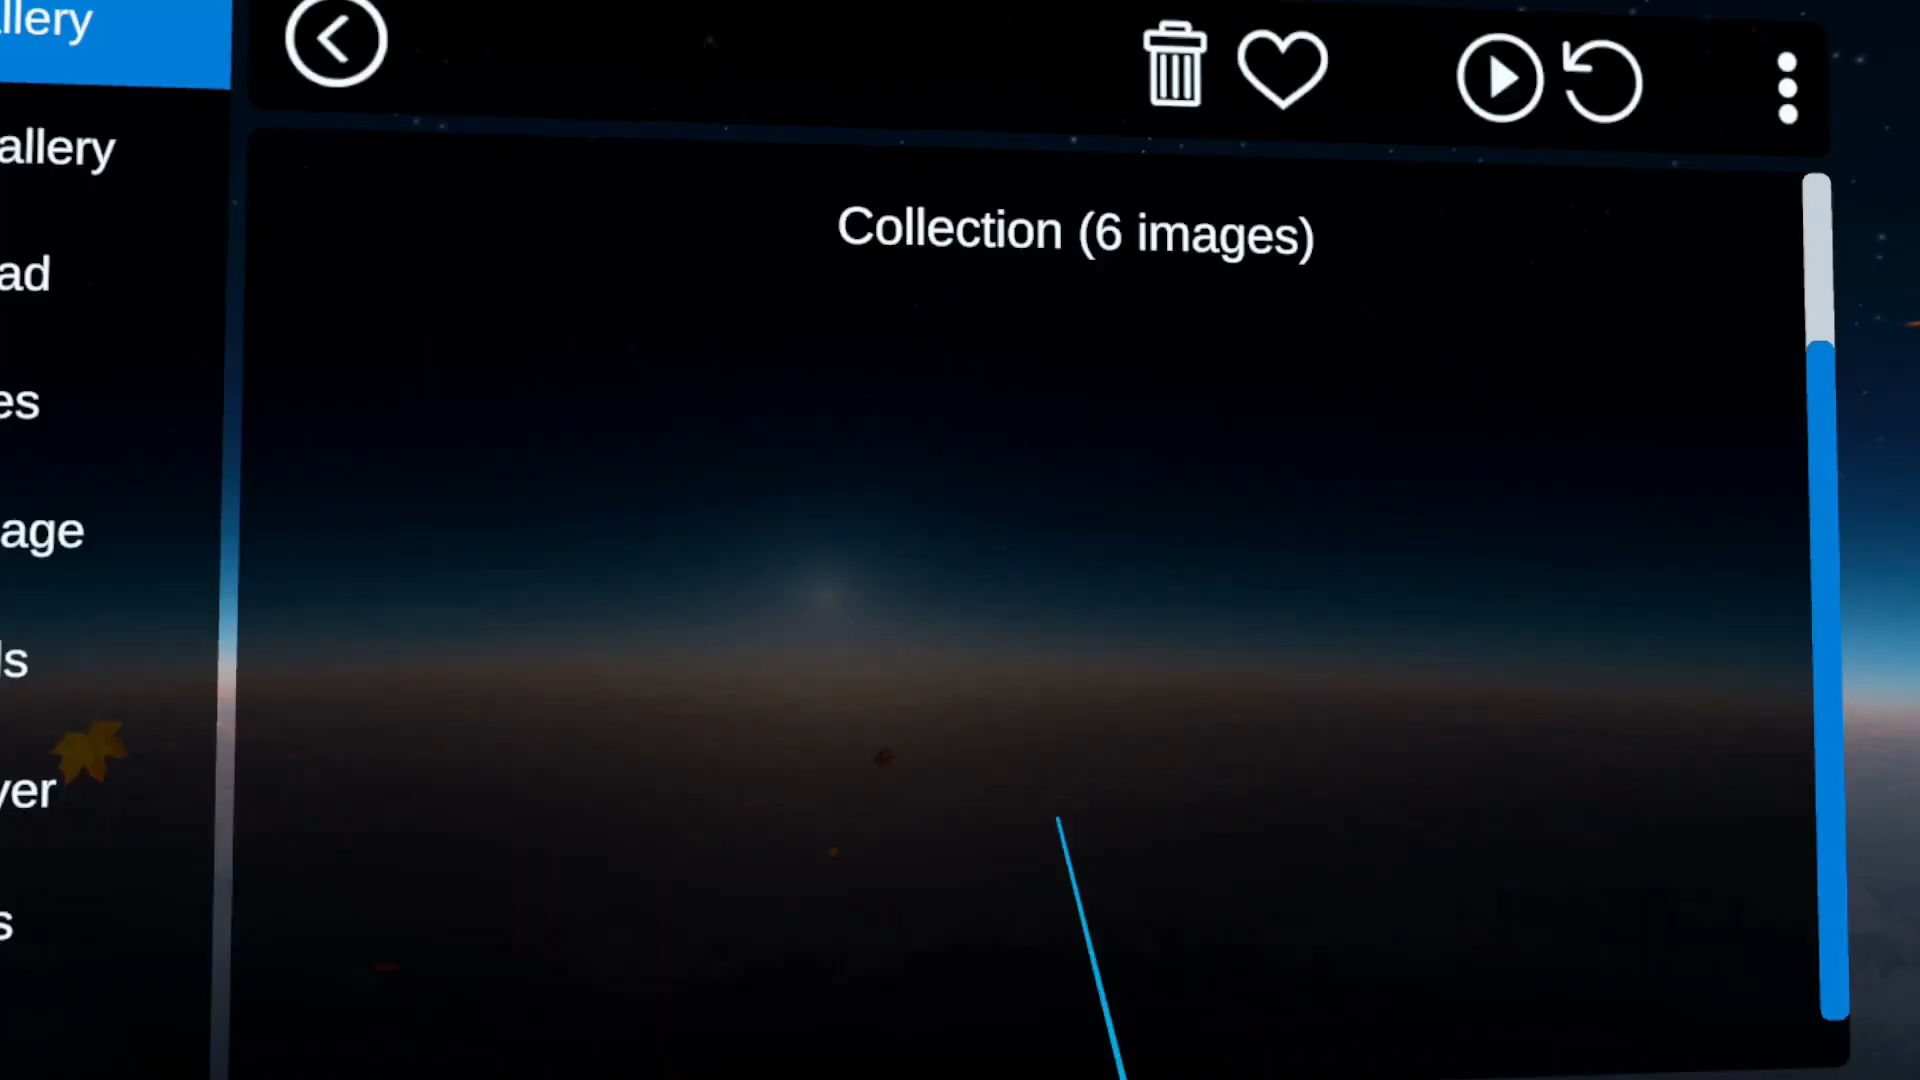 llery
allery
ad
es
age
ls
yer
s
Collection (6 images)